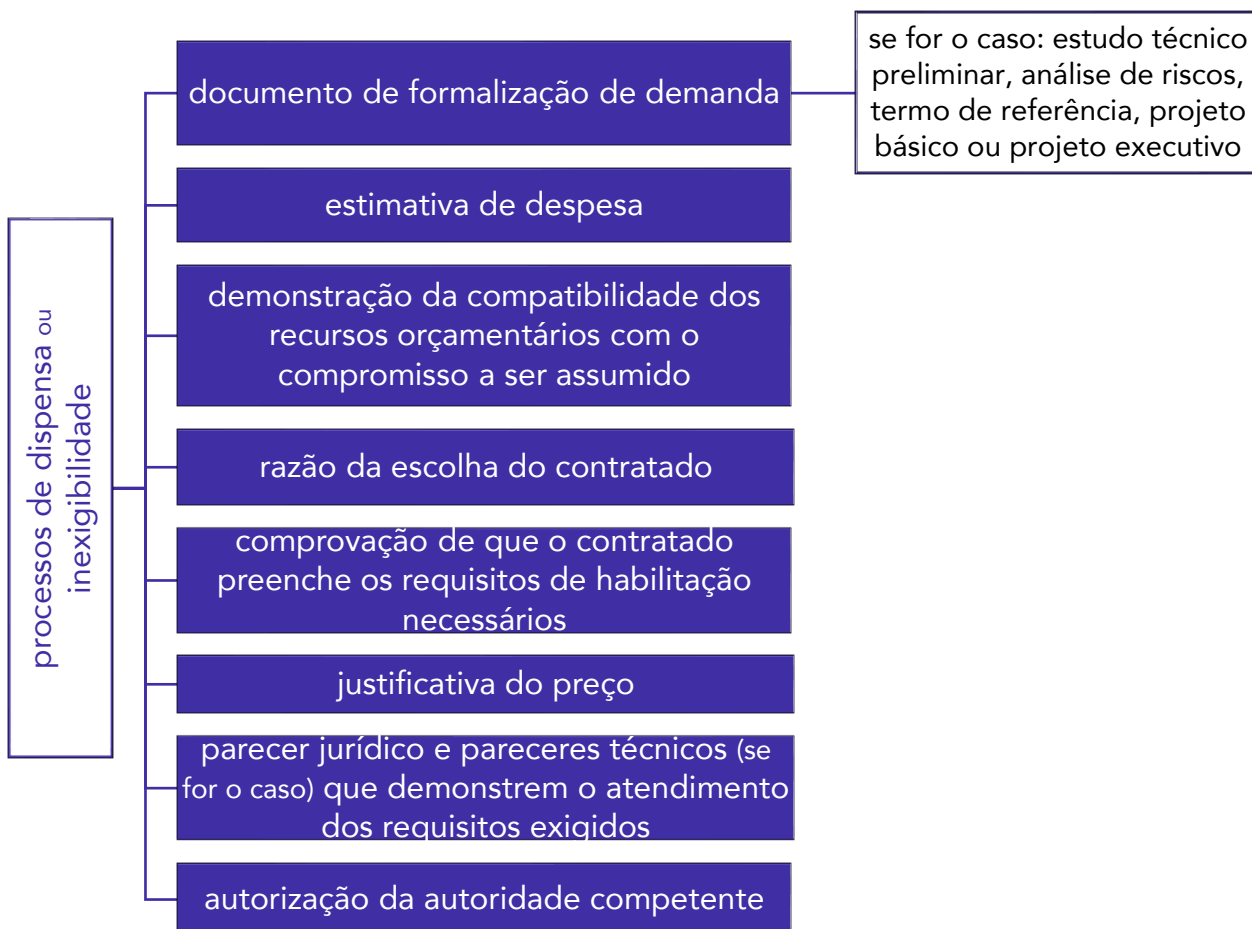 processos de dispensa ou
inexigibilidade
documento de formalização de demanda
se for o caso: estudo técnico
preliminar, análise de riscos,
termo de referência, projeto
básico ou projeto executivo
estimativa de despesa
demonstração da compatibilidade dos
recursos orçamentários com o
compromisso a ser assumido
razão da escolha do contratado
comprovação de que o contratado
preenche os requisitos de habilitação
necessários
justificativa do preço
parecer jurídico e pareceres técnicos (se
for o caso) que demonstrem o atendimento
dos requisitos exigidos
autorização da autoridade competente